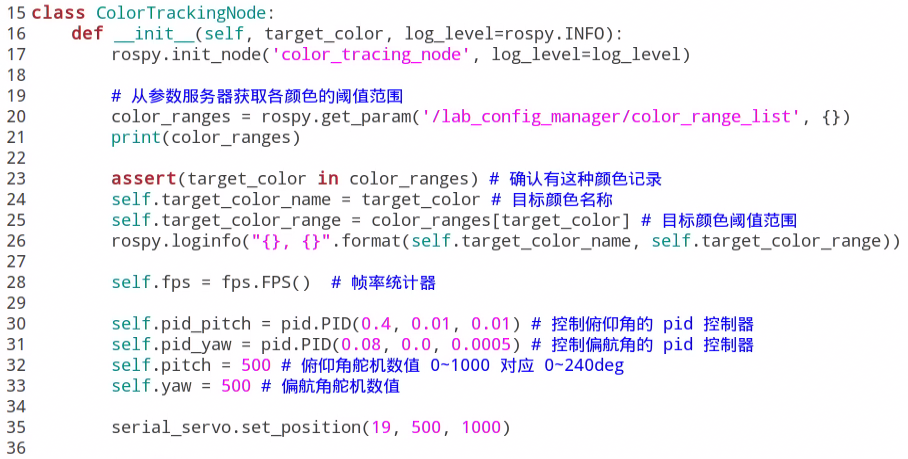 15 class ColorTrackingNode:
16     def __init__(self, target_color, log_level=rospy.INFO):
17         rospy.init_node('color_tracing_node', log_level=log_level)
18
19         # 从参数服务器获取各颜色的阈值范围
20         color_ranges = rospy.get_param('/lab_config_manager/color_range_list', {})
21         print(color_ranges)
22
23         assert(target_color in color_ranges) # 确认有这种颜色记录
24         self.target_color_name = target_color # 目标颜色名称
25         self.target_color_range = color_ranges[target_color] # 目标颜色阈值范围
26         rospy.loginfo("{}, {}".format(self.target_color_name, self.target_color_range))
27
28         self.fps = fps.FPS()  # 帧率统计器
29
30         self.pid_pitch = pid.PID(0.4, 0.01, 0.01) # 控制俯仰角的 pid 控制器
31         self.pid_yaw = pid.PID(0.08, 0.0, 0.0005) # 控制偏航角的 pid 控制器
32         self.pitch = 500 # 俯仰角舵机数值 0~1000 对应 0~240deg
33         self.yaw = 500 # 偏航角舵机数值
34
35         serial_servo.set_position(19, 500, 1000)
36